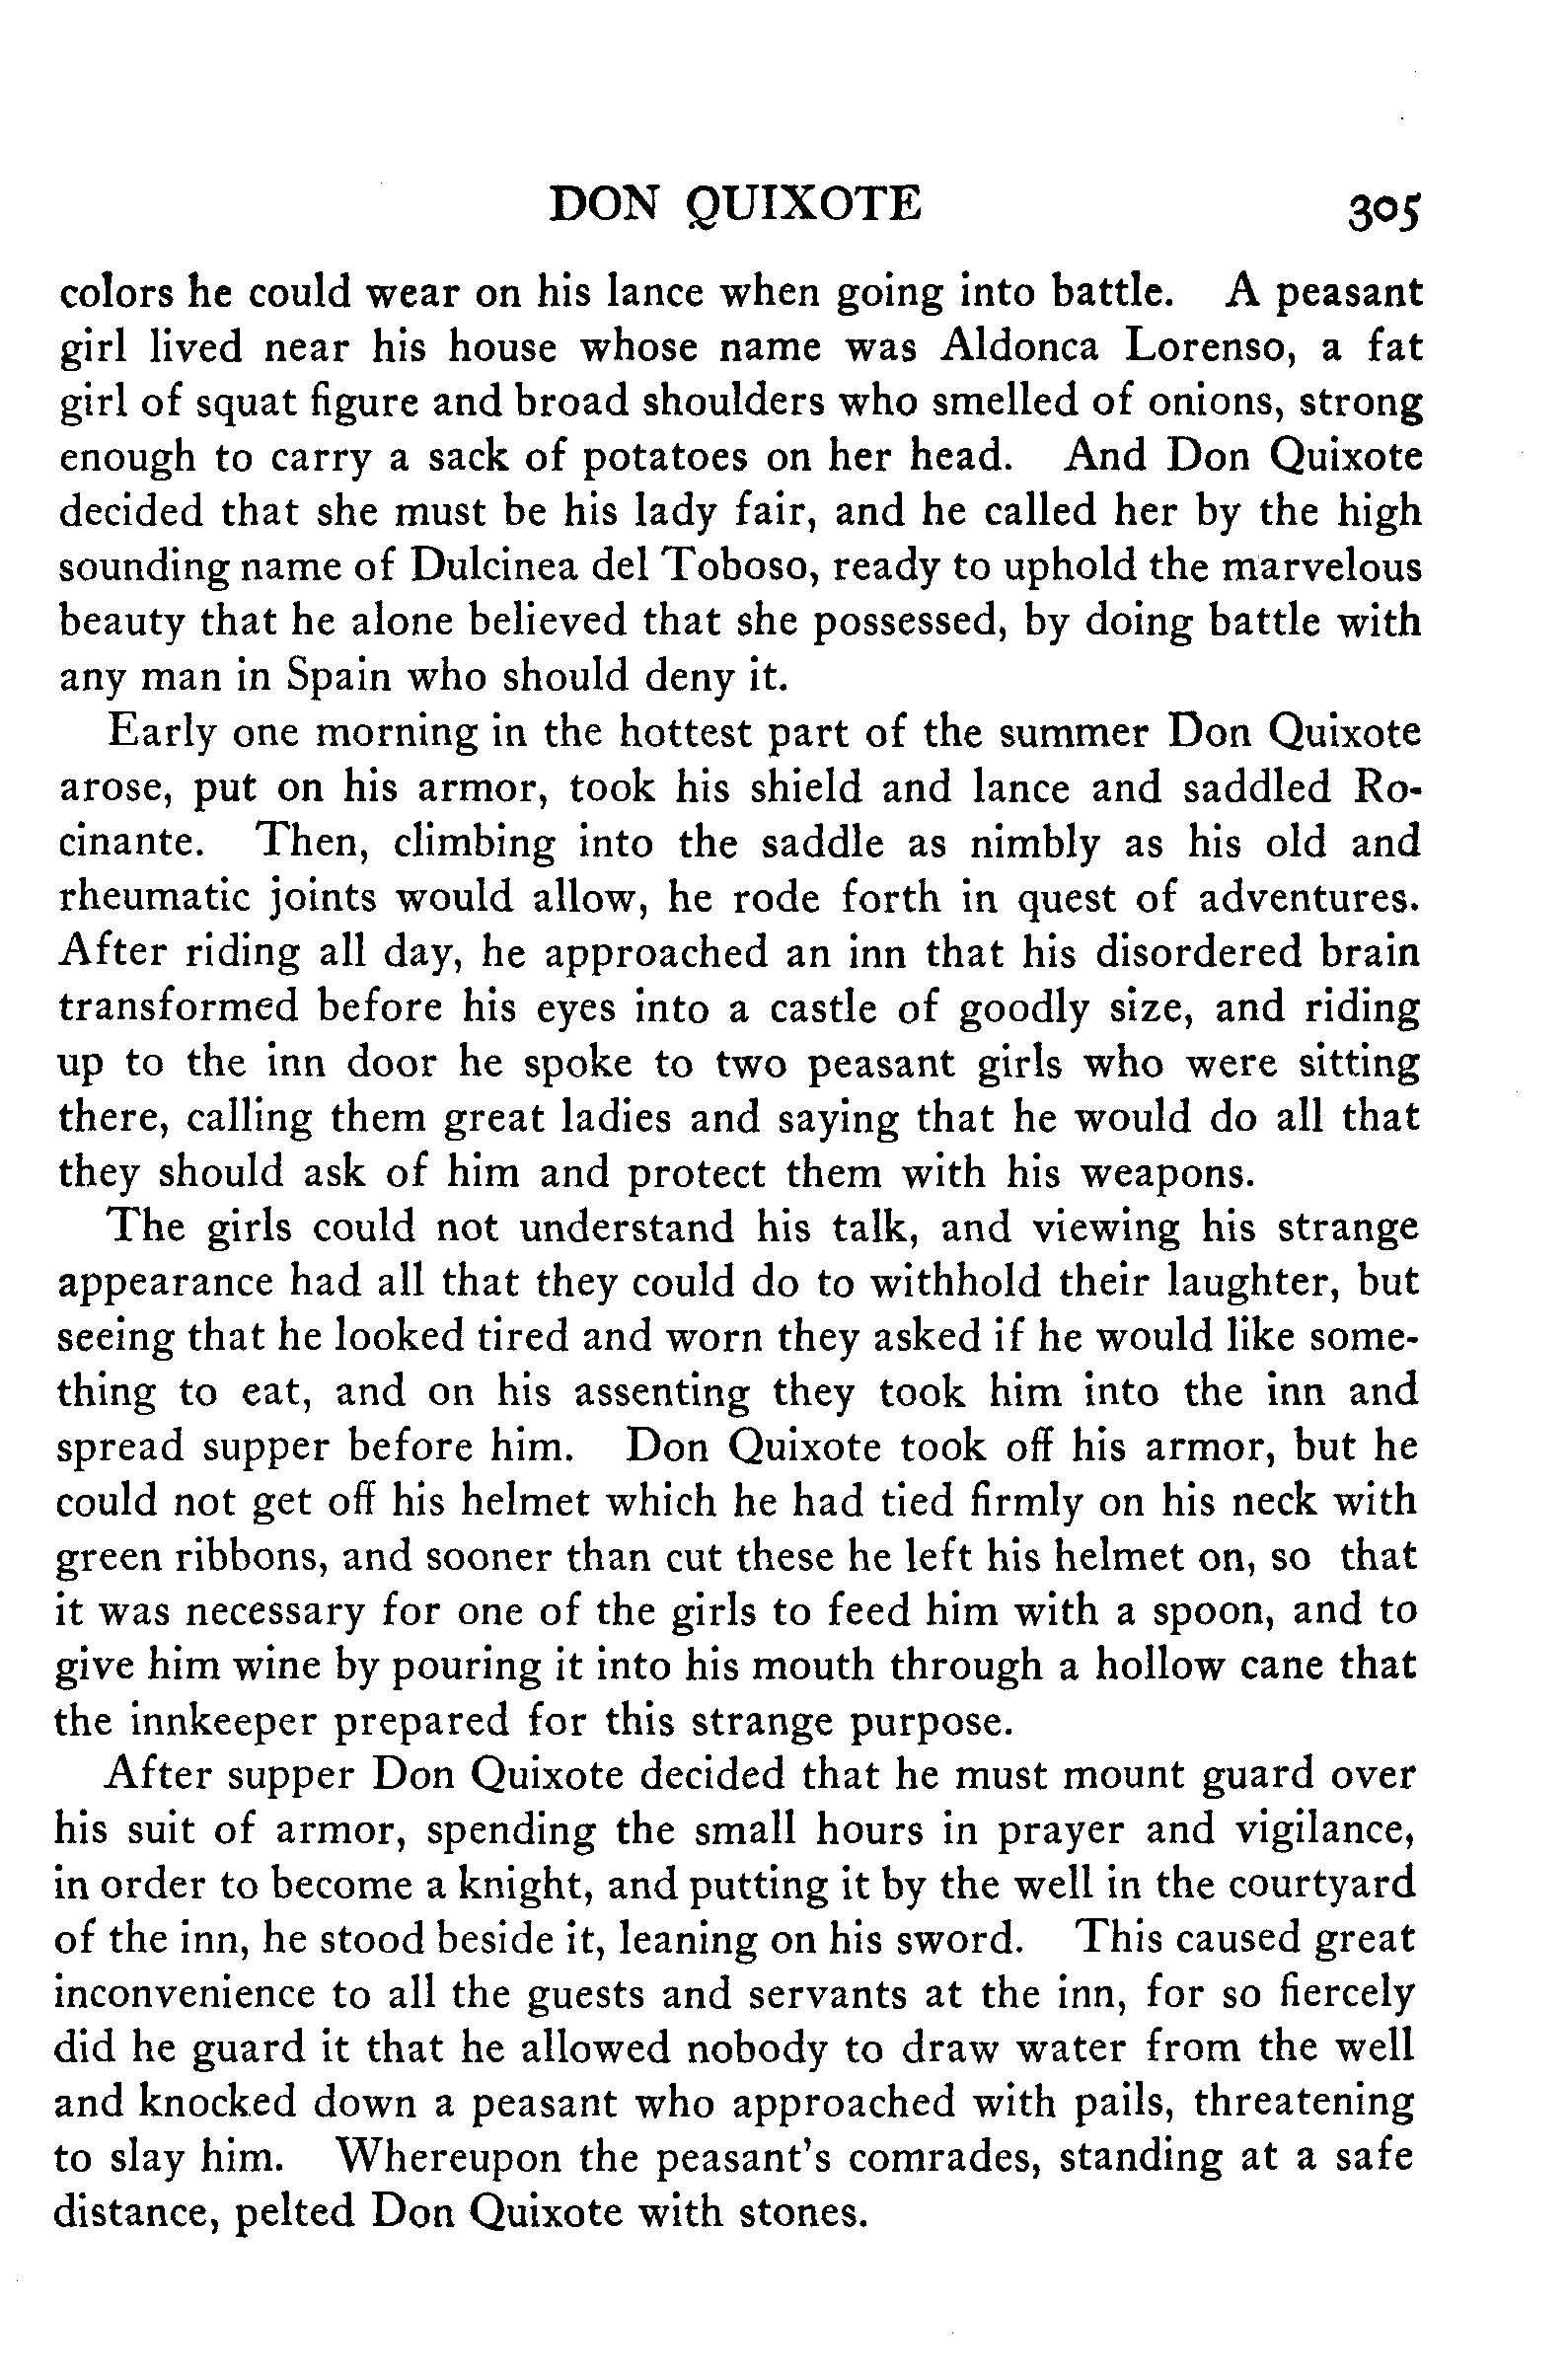 DON QUIXOTE 305
colors he could wear on his lance when going into battle. A peasant
girl lived near his house whose name was Aldonca Lorenso, a fat
girl of squat figure and broad shoulders who smelled of onions, strong
enough to carry a sack of potatoes on her head. And Don Quixote
decided that she must be his lady fair, and he called her by the high
sounding name of Dulcinea del Toboso, ready to uphold the marvelous
beauty that he alone believed that she possessed, by doing battle with
any man in Spain who should deny it.
Early one morning in the hottest part of the summer Don Quixote
arose, put on his armor, took his shield and lance and saddled Ro-
cinante. Then, climbing into the saddle as nimbly as his old and
rheumatic joints would allow, he rode forth in quest of adventures.
After riding all day, he approached an inn that his disordered brain
transformed before his eyes into a castle of goodly size, and riding
up to the inn door he spoke to two peasant girls who were sitting
there, calling them great ladies and saying that he would do all that
they should ask of him and protect them with his weapons.
The girls could not understand his talk, and viewing his strange
appearance had all that they could do to withhold their laughter, but
seeing that he looked tired and worn they asked if he would like some-
thing to eat, and on his assenting they took him into the inn and
spread supper before him. Don Quixote took off his armor, but he
could not get off his helmet which he had tied firmly on his neck with
green ribbons, and sooner than cut these he left his helmet on, so that
it was necessary for one of the girls to feed him with a spoon, and to
give him wine by pouring it into his mouth through a hollow cane that
the innkeeper prepared for this strange purpose.
After supper Don Quixote decided that he must mount guard over
his suit of armor, spending the small hours in prayer and vigilance,
in order to become a knight, and putting it by the well in the courtyard
of the inn, he stood beside it, leaning on his sword. This caused great
inconvenience to all the guests and servants at the inn, for so fiercely
did he guard it that he allowed nobody to draw water from the well
and knocked down a peasant who approached with pails, threatening
to slay him. Whereupon the peasant's comrades, standing at a safe
distance, pelted Don Quixote with stones.